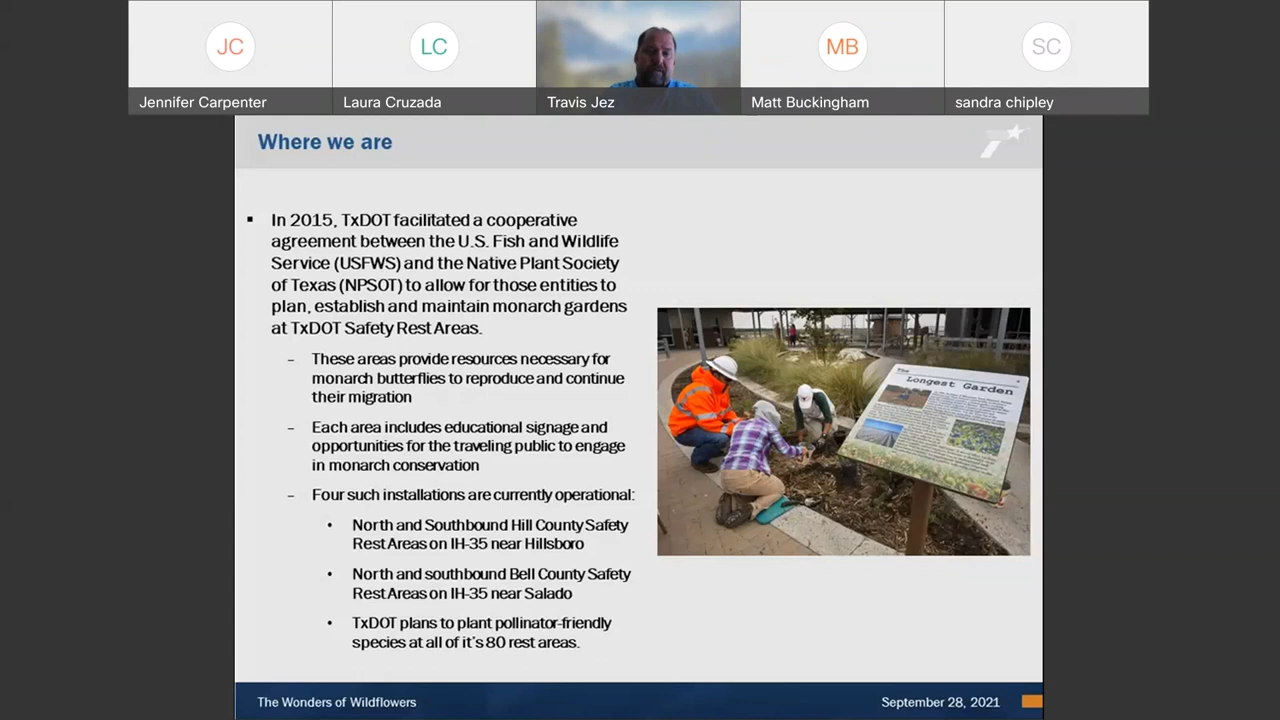 JC
LC
MB
SC
Jennifer Carpenter
Laura Cruzada
Travis Jez
Matt Buckingham
sandra chipley
Where we are
In 2015, TxDOT facilitated a cooperative
agreement between the U.S. Fish and Wildlife
Service (USFWS) and the Native Plant Society
of Texas (NPSOT) to allow for those entities to
plan, establish and maintain monarch gardens
at TxDOT Safety Rest Areas.
– These areas provide resources necessary for
monarch butterflies to reproduce and continue
their migration
– Each area includes educational signage and
opportunities for the traveling public to engage
in monarch conservation
– Four such installations are currently operational:
• North and Southbound Hill County Safety
Rest Areas on IH-35 near Hillsboro
• North and southbound Bell County Safety
Rest Areas on IH-35 near Salado
• TxDOT plans to plant pollinator-friendly
species at all of it's 80 rest areas.
The
Longest Garden
The Wonders of Wildflowers
September 28, 2021